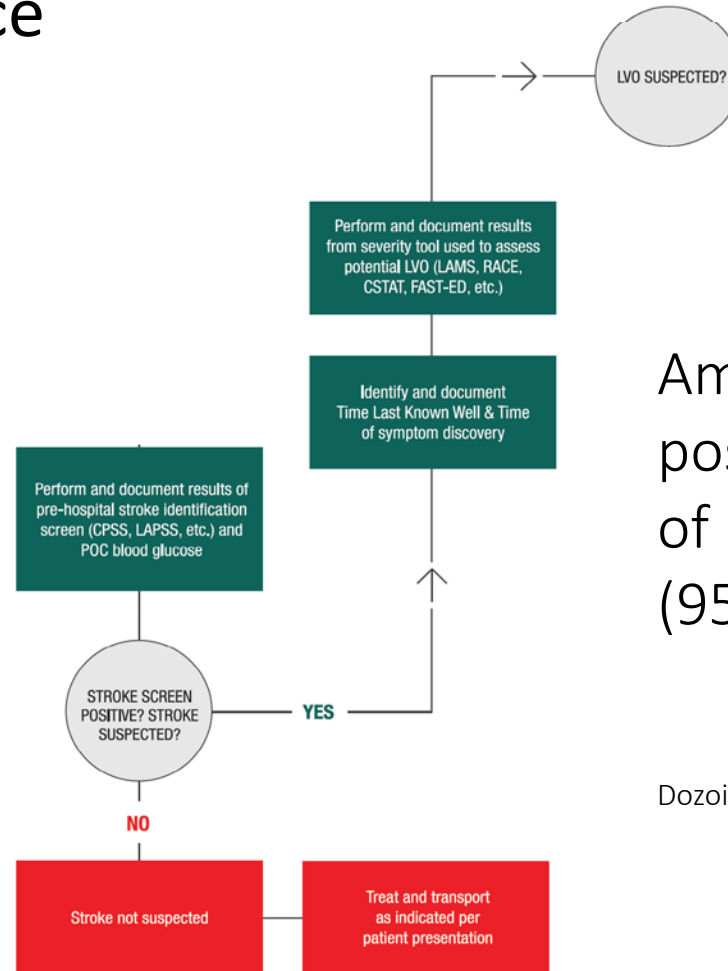 ce
LVO SUSPECTED?
Perform and document results
from severity tool used to assess
potential LVO (LAMS, RACE,
CSTAT, FAST-ED, etc.)
Identify and document
Time Last Known Well & Time
of symptom discovery
Perform and document results of
pre-hospital stroke identification
screen (CPSS, LAPSS, etc.) and
POC blood glucose
STROKE SCREEN
POSITIVE? STROKE
SUSPECTED?
YES
NO
Stroke not suspected
Treat and transport
as indicated per
patient presentation
Am
pos
of
(95
Dozoi